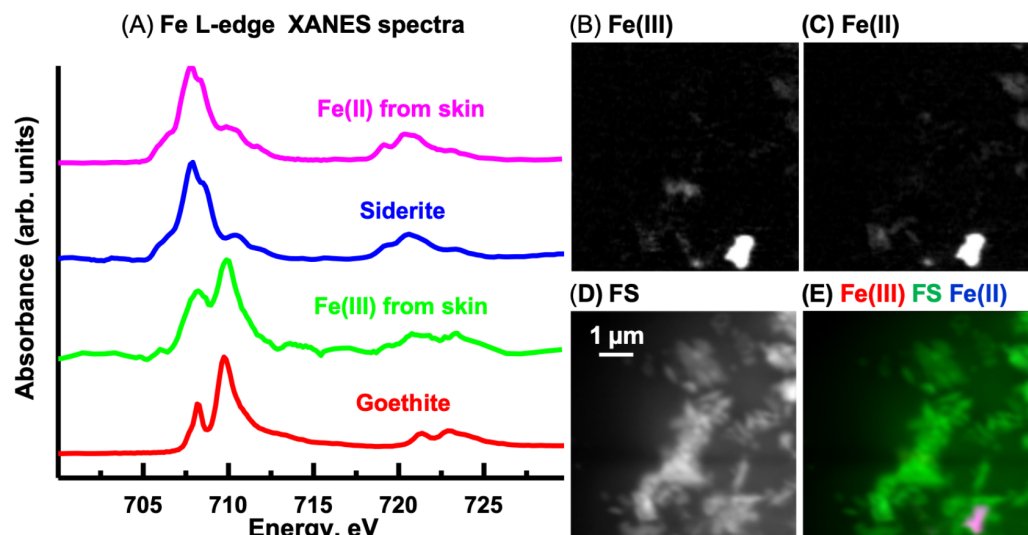 (A) Fe L-edge XANES spectra
Absorbance (arb. units)
Fe(II) from skin
Siderite
Fe(III) from skin
Goethite
705 710 715 720 725
Energy, eV
(B) Fe(III)
(C) Fe(II)
(D) FS
1 µm
(E) Fe(III) FS Fe(II)